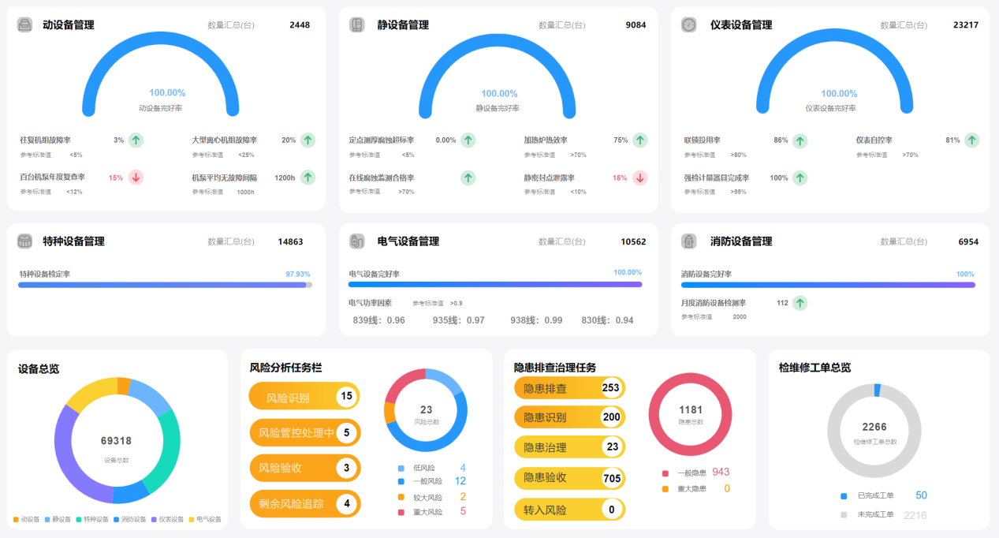 动设备管理 数量汇总(台) 2448
100.00%
动设备完好率
往复机组故障率 3% 大型离心机组故障率 20%
参考标准值 <5% 参考标准值 <25%
百台机泵年度复查率 15% 机泵平均无故障间隔 1200h
参考标准值 <12% 参考标准值 1000h
静设备管理 数量汇总(台) 9084
100.00%
静设备完好率
定点测厚腐蚀超标率 0.00% 加热炉热效率 75%
参考标准值 <5% 参考标准值 >70%
在线腐蚀监测合格率 静密封点泄露率 18%
参考标准值 >70% 参考标准值 <10%
仪表设备管理 数量汇总(台) 23217
100.00%
仪表设备完好率
联锁投用率 86% 仪表自控率 81%
参考标准值 >80% 参考标准值 >70%
强检计量器具完成率 100%
参考标准值 >95%
特种设备管理 数量汇总(台) 14863
特种设备检定率 97.93%
电气设备管理 数量汇总(台) 10562
电气设备完好率 100.00%
电气功率因素 参考标准值 >0.9
839线：0.96 935线：0.97 938线：0.99 830线：0.94
消防设备管理 数量汇总(台) 6954
消防设备完好率 100%
月度消防设备检测率 112
参考标准值 2000
设备总览
69318
设备总数
动设备 静设备 特种设备 消防设备 仪表设备 电气设备
风险分析任务栏
风险识别 15
风险管控处理中 5
风险验收 3
剩余风险追踪 4
23
风险总数
低风险 4
一般风险 12
较大风险 2
重大风险 5
隐患排查治理任务
隐患排查 253
隐患识别 200
隐患治理 23
隐患验收 705
转入风险 0
1181
隐患总数
一般隐患 943
重大隐患 0
检维修工单总览
2266
检维修工单总数
已完成工单 50
未完成工单 2216